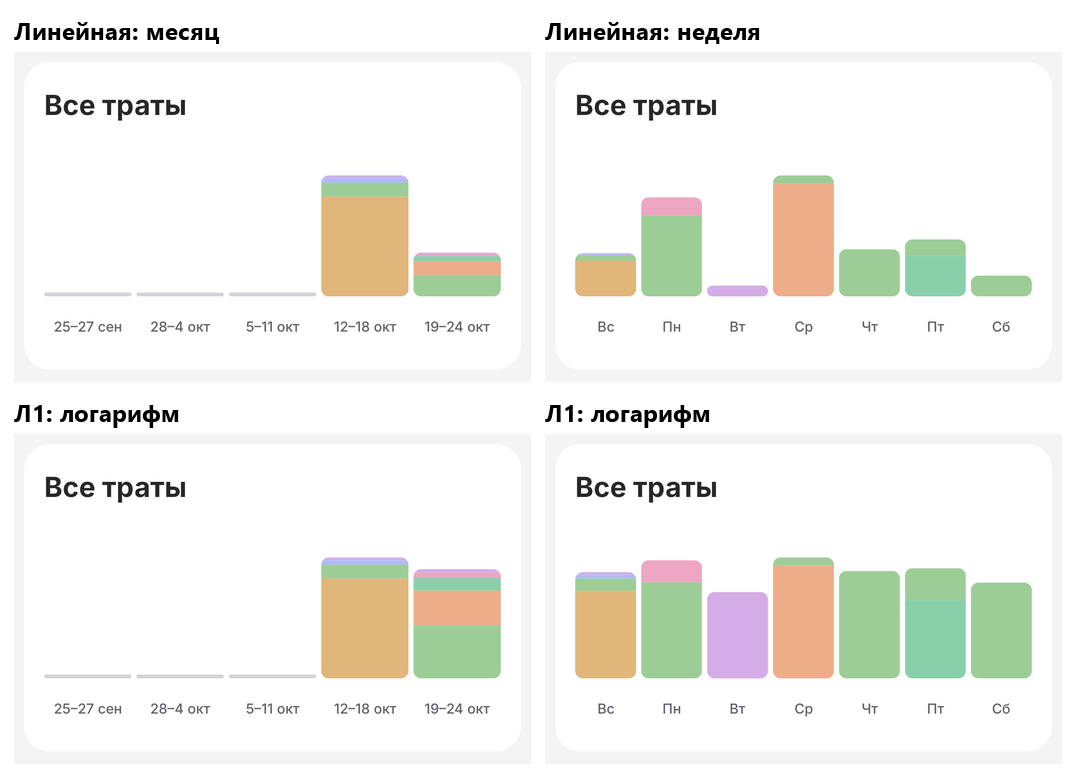 Линейная: месяц
Все траты
25–27 сен 28–4 окт 5–11 окт 12–18 окт 19–24 окт
Линейная: неделя
Все траты
Вс Пн Вт Ср Чт Пт Сб
Л1: логарифм
Все траты
25–27 сен 28–4 окт 5–11 окт 12–18 окт 19–24 окт
Л1: логарифм
Все траты
Вс Пн Вт Ср Чт Пт Сб